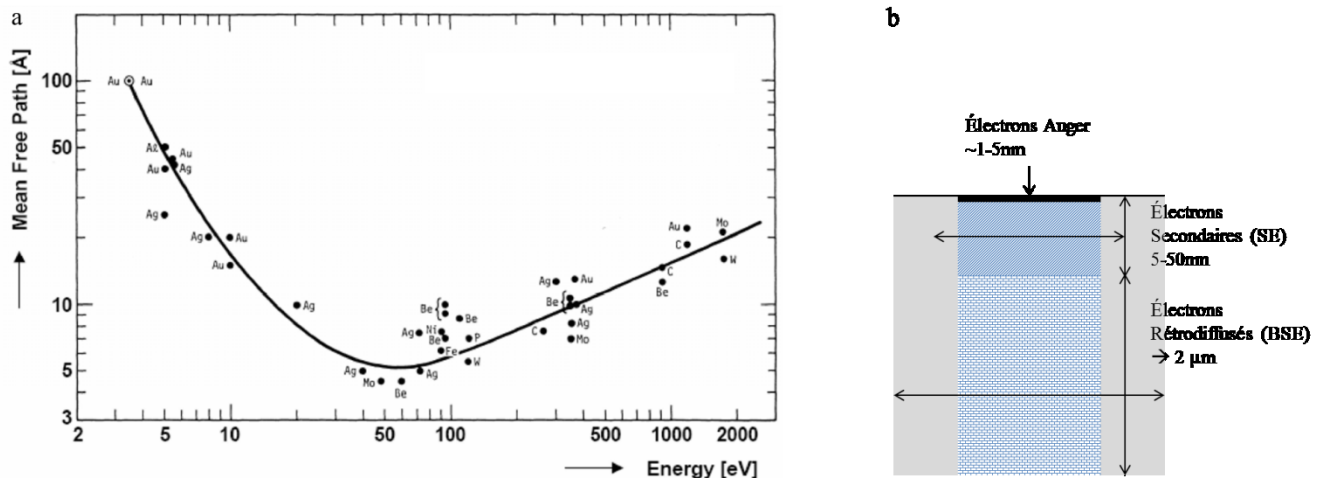 a
b
Mean Free Path [Å]
100
50
10
5
3
2
5
10
50
100
500
1000
2000
Energy [eV]
Au
Au
Aℓ
Au
Au
Ag
Ag
Ag
Au
Au
Ag
Be
Be
Ag
Ni
Be
P
Fe
W
Ag
Ag
Mo
Be
Ag
Au
Be
Ag
C
Ag
Mo
Au
C
C
Be
Mo
W
Électrons Auger
~1-5nm
Électrons
Secondaires (SE)
5-50nm
Électrons
Rétrodiffusés (BSE)
2 µm